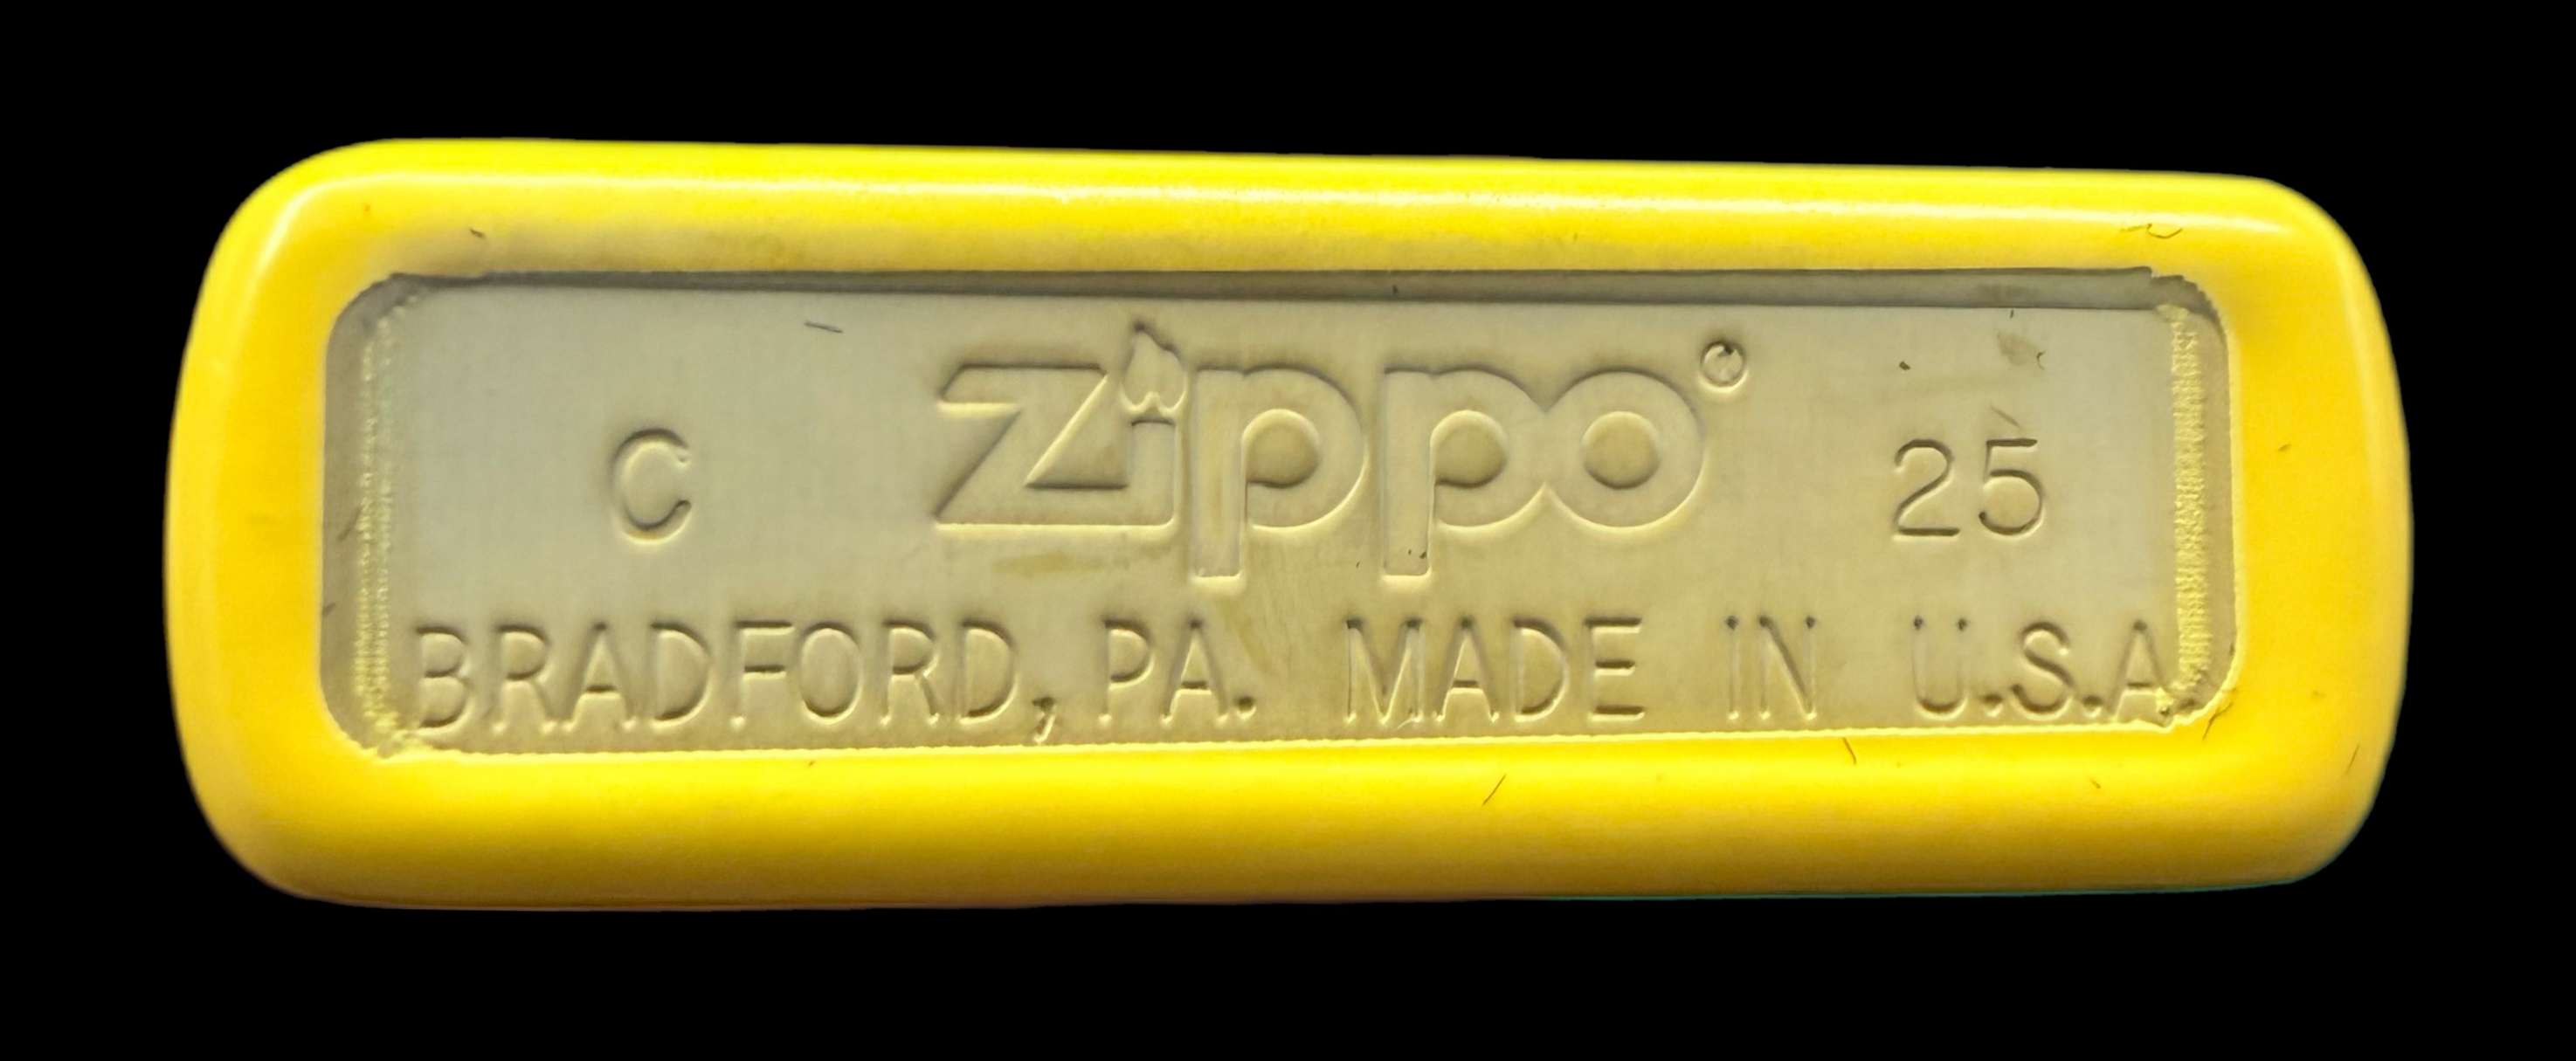 C Zippo® 25
BRADFORD, PA. MADE IN U.S.A